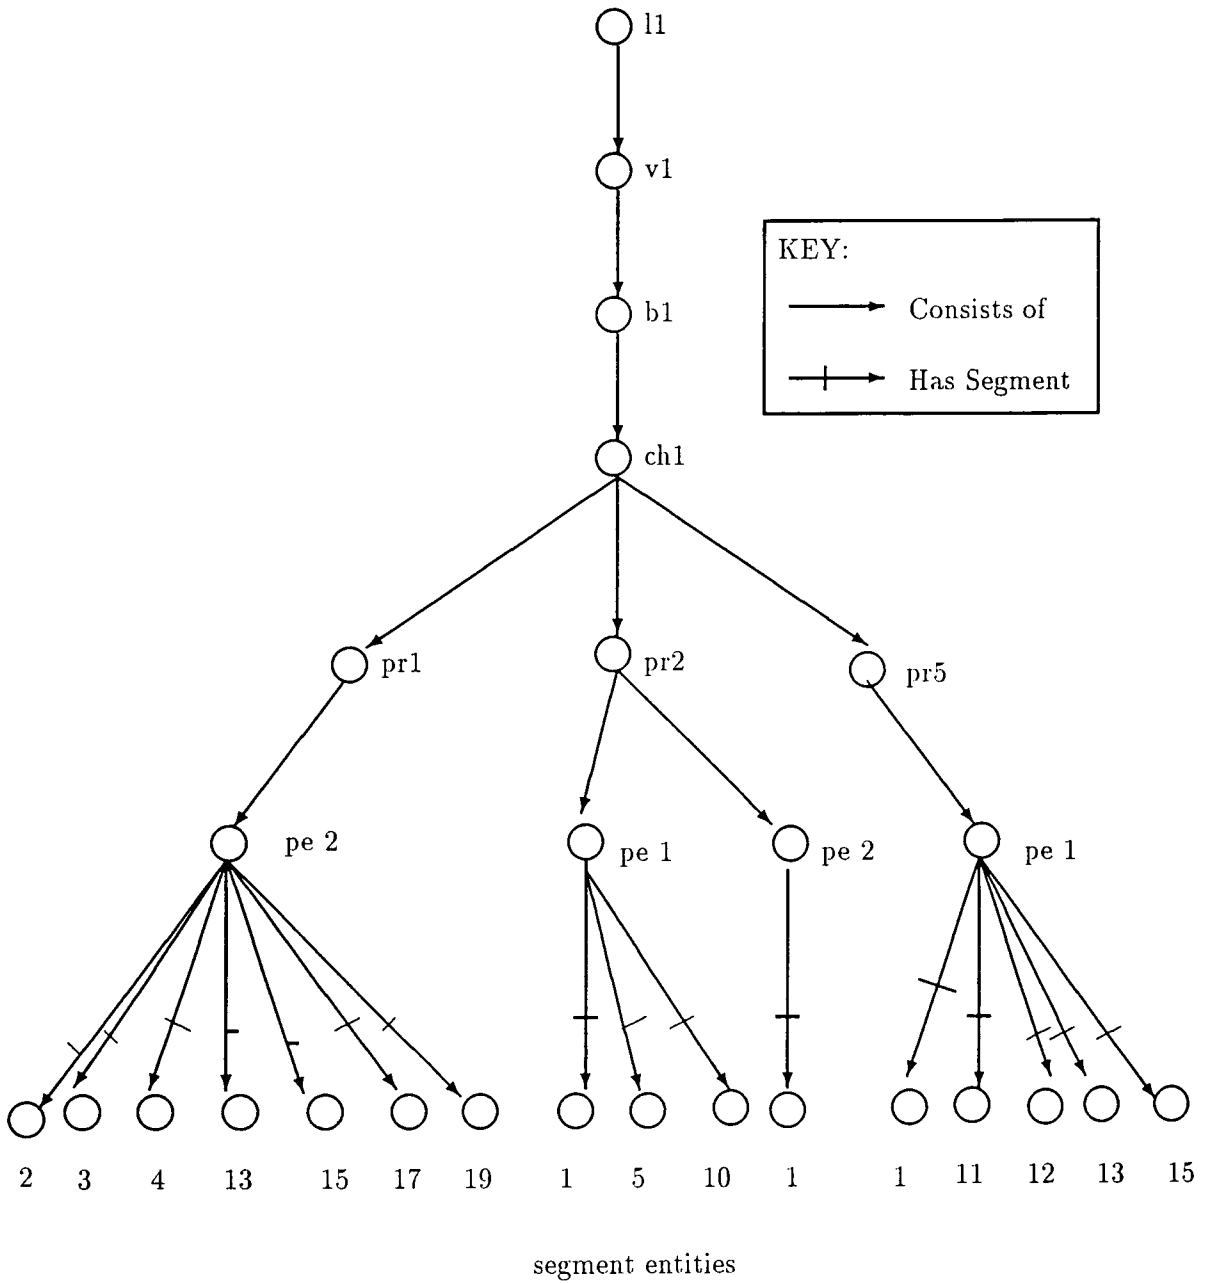 l1
v1
KEY:
b1
Consists of
Has Segment
ch1
pr1
pr2
pr5
pe 2
pe 1
pe 2
pe 1
2 3 4 13 15 17 19 1 5 10 1 1 11 12 13 15
segment entities